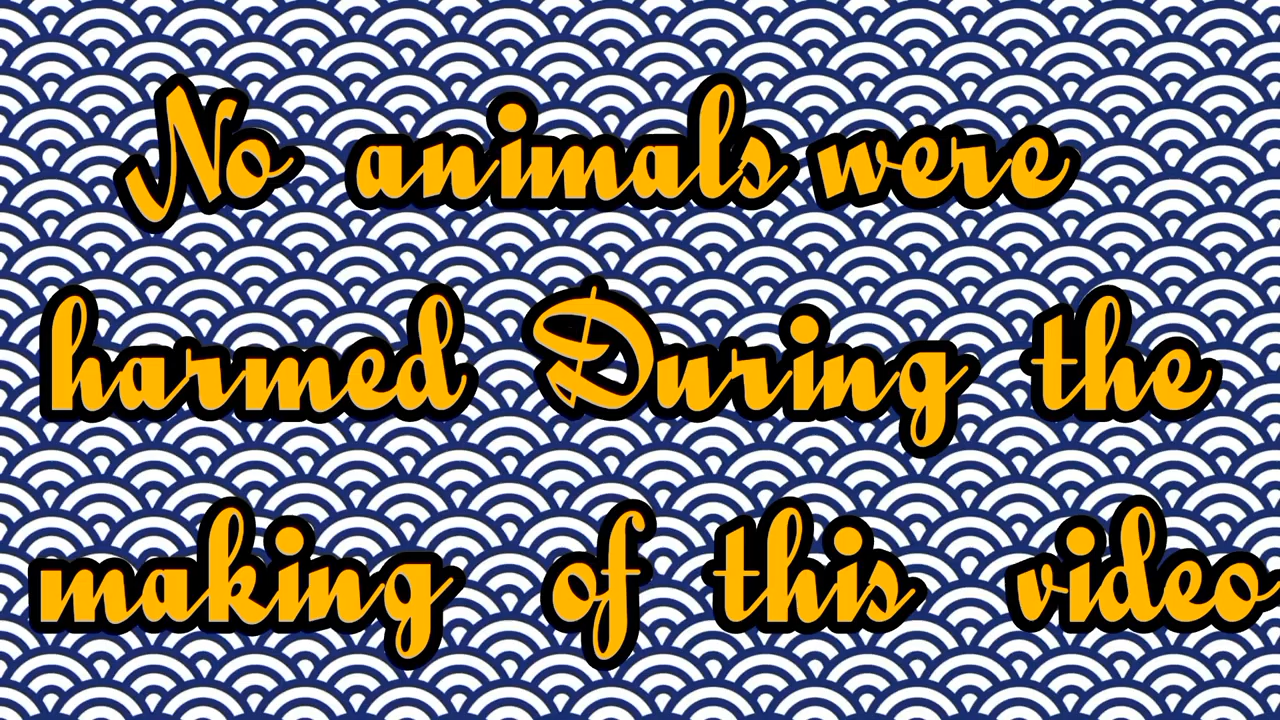 No animals were
harmed During the
making of this video